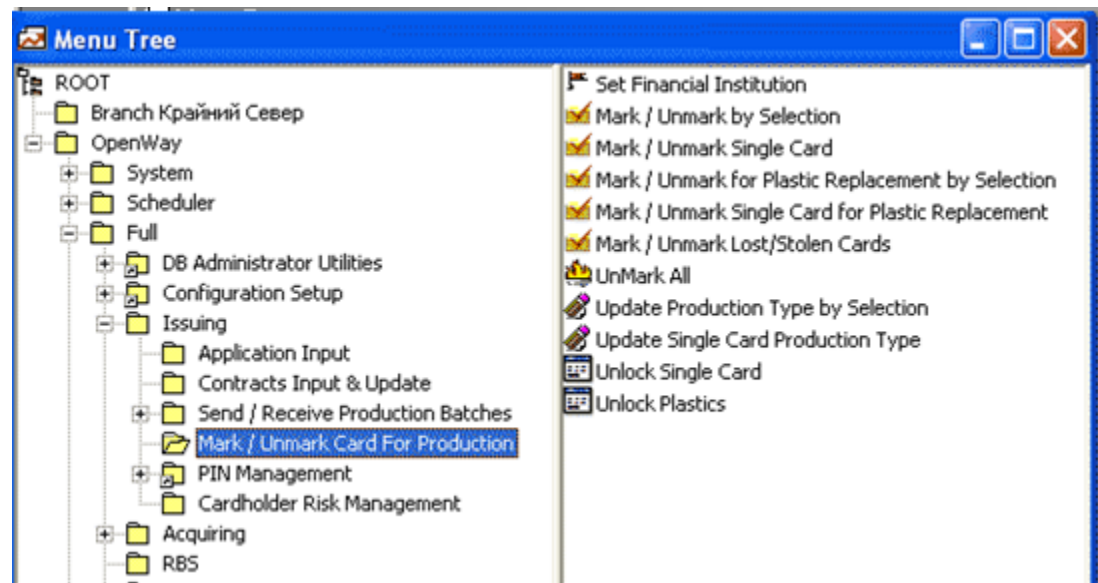 Menu Tree
ROOT
Branch Крайний Север
OpenWay
System
Scheduler
Full
DB Administrator Utilities
Configuration Setup
Issuing
Application Input
Contracts Input & Update
Send / Receive Production Batches
Mark / Unmark Card For Production
PIN Management
Cardholder Risk Management
Acquiring
RBS
Set Financial Institution
Mark / Unmark by Selection
Mark / Unmark Single Card
Mark / Unmark for Plastic Replacement by Selection
Mark / Unmark Single Card for Plastic Replacement
Mark / Unmark Lost/Stolen Cards
UnMark All
Update Production Type by Selection
Update Single Card Production Type
Unlock Single Card
Unlock Plastics